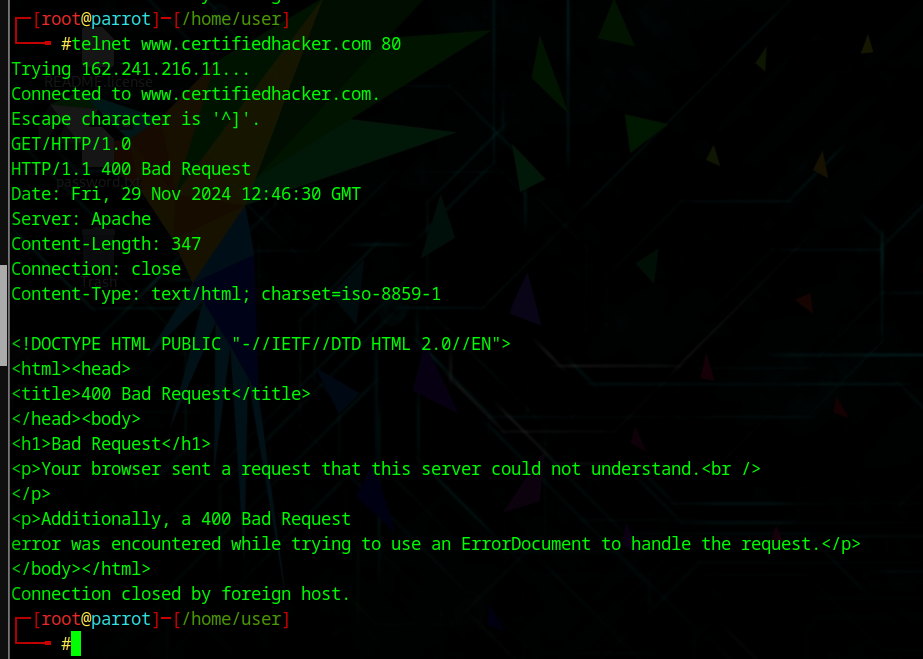 ┌─[root@parrot]─[/home/user]
└──╼ #telnet www.certifiedhacker.com 80
Trying 162.241.216.11...
Connected to www.certifiedhacker.com.
Escape character is '^]'.
GET/HTTP/1.0
HTTP/1.1 400 Bad Request
Date: Fri, 29 Nov 2024 12:46:30 GMT
Server: Apache
Content-Length: 347
Connection: close
Content-Type: text/html; charset=iso-8859-1

<!DOCTYPE HTML PUBLIC "-//IETF//DTD HTML 2.0//EN">
<html><head>
<title>400 Bad Request</title>
</head><body>
<h1>Bad Request</h1>
<p>Your browser sent a request that this server could not understand.<br />
</p>
<p>Additionally, a 400 Bad Request
error was encountered while trying to use an ErrorDocument to handle the request.</p>
</body></html>
Connection closed by foreign host.
┌─[root@parrot]─[/home/user]
└──╼ #